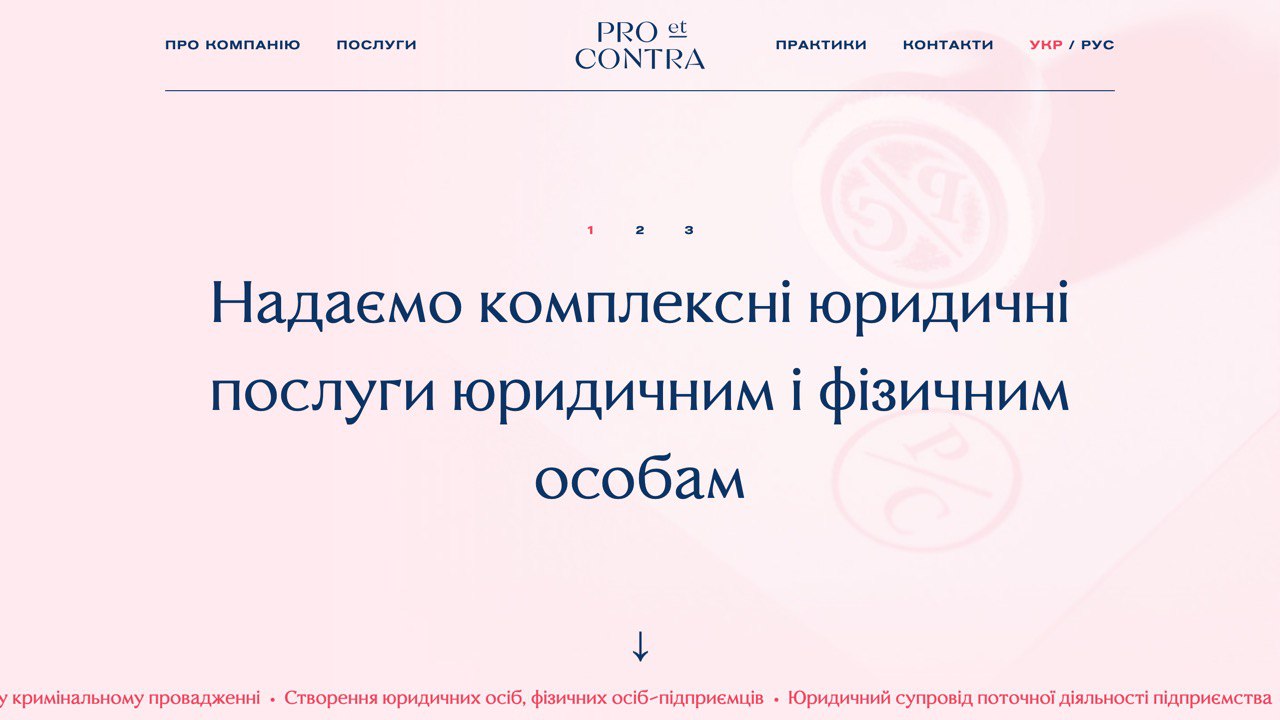 ПРО КОМПАНІЮ ПОСЛУГИ PRO et CONTRA ПРАКТИКИ КОНТАКТИ УКР / РУС
1 2 3
Надаємо комплексні юридичні
послуги юридичним і фізичним
особам
у кримінальному провадженні • Створення юридичних осіб, фізичних осіб-підприємців • Юридичний супровід поточної діяльності підприємства
P/C
P/C